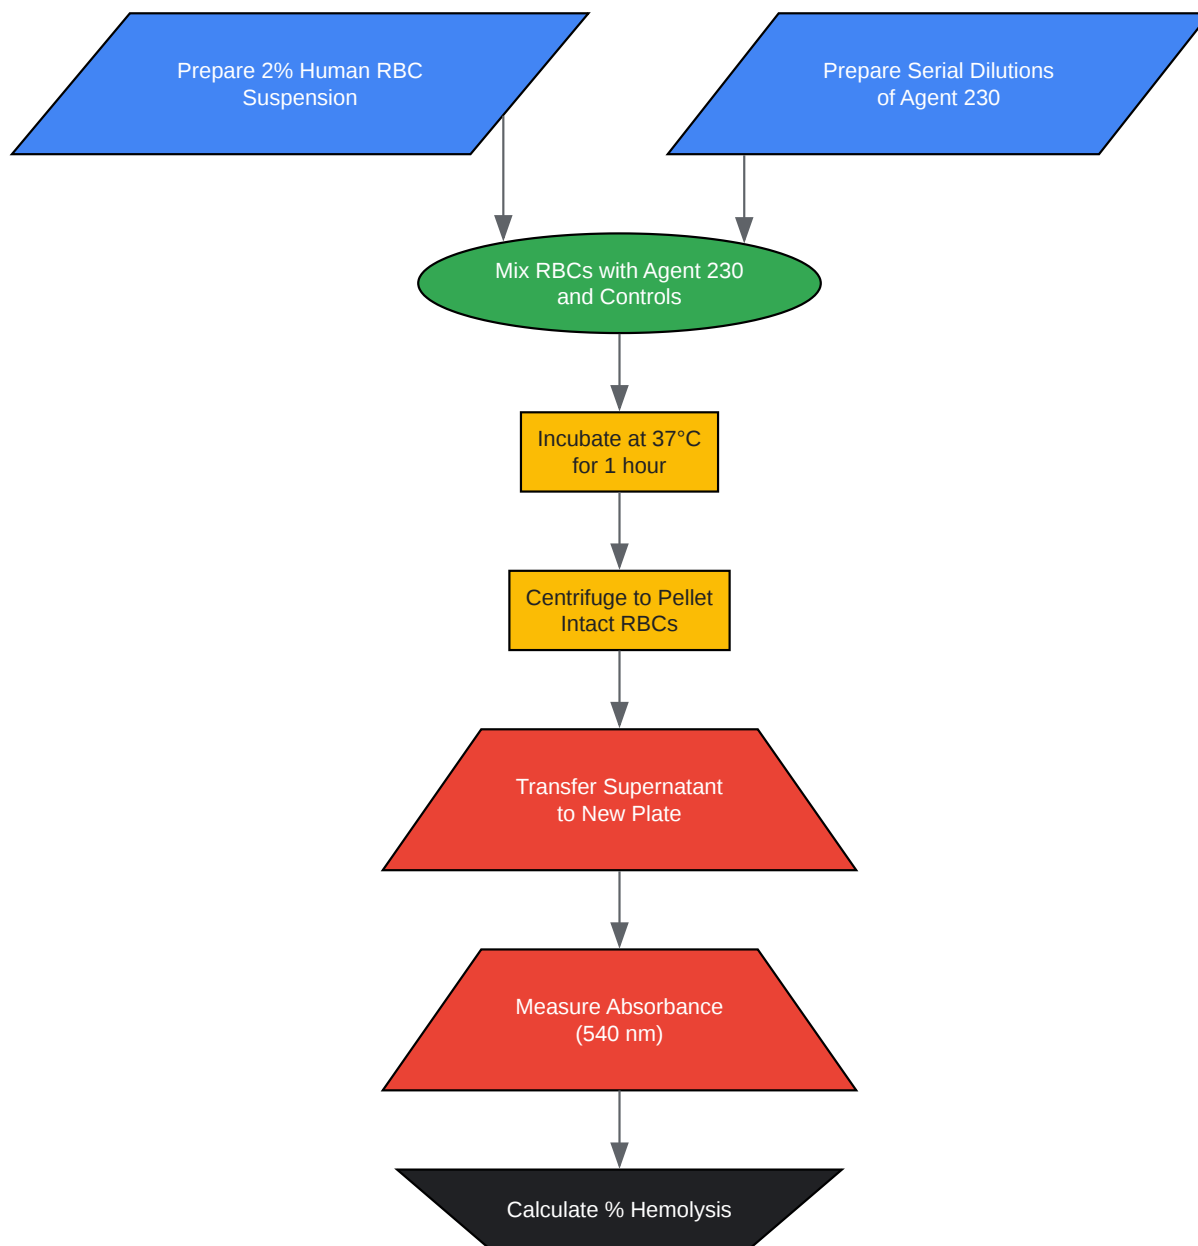 Prepare 2% Human RBC
Suspension
Prepare Serial Dilutions
of Agent 230
Mix RBCs with Agent 230
and Controls
Incubate at 37°C
for 1 hour
Centrifuge to Pellet
Intact RBCs
Transfer Supernatant
to New Plate
Measure Absorbance
(540 nm)
Calculate % Hemolysis